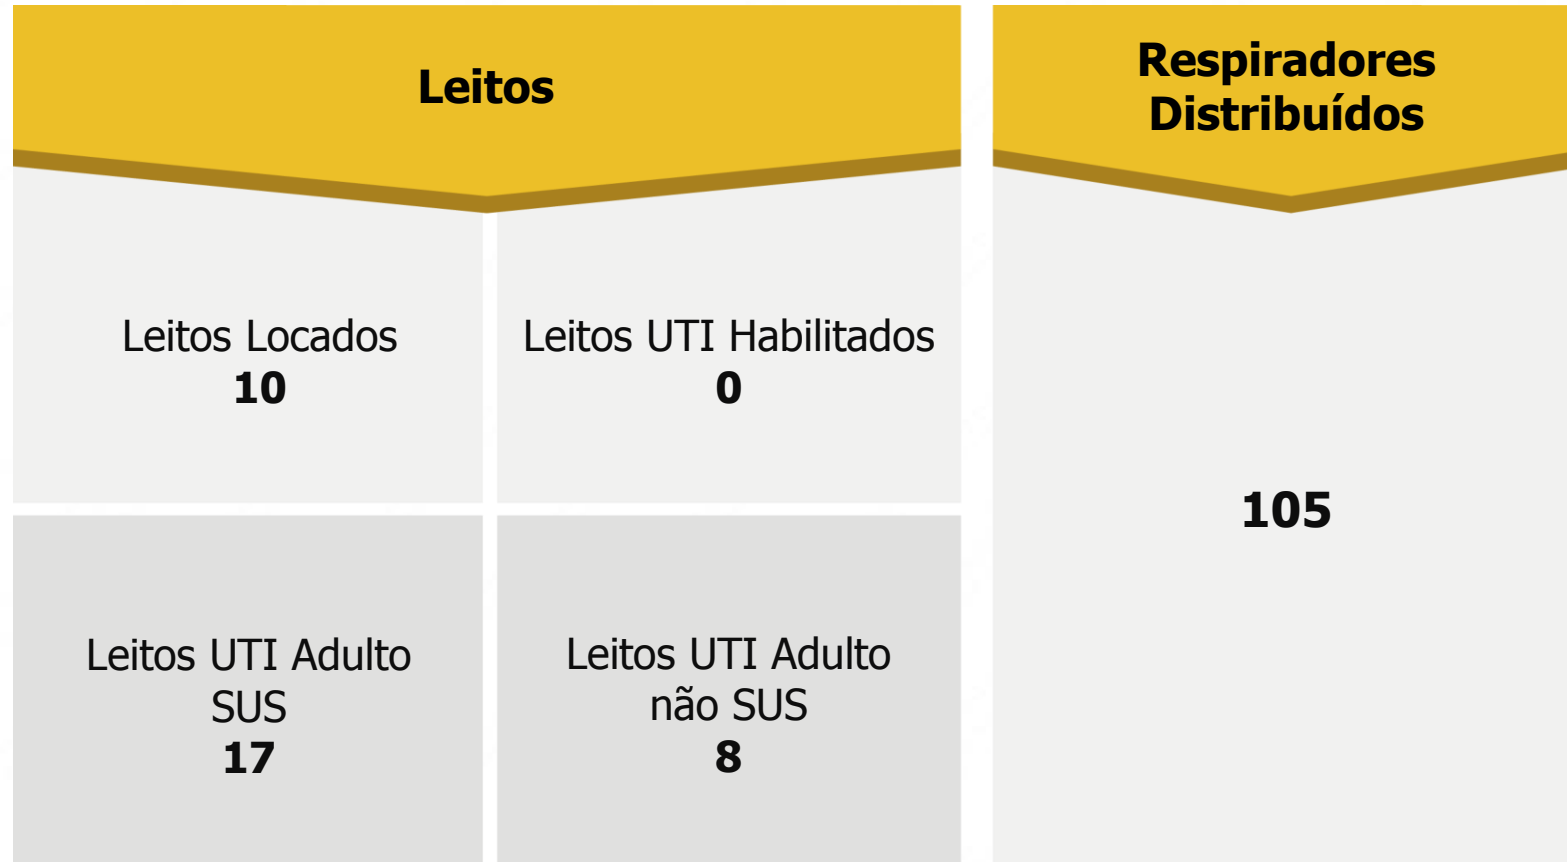 Leitos
Leitos Locados
10
Leitos UTI Habilitados
0
Leitos UTI Adulto
SUS
17
Leitos UTI Adulto
não SUS
8
Respiradores
Distribuídos
105